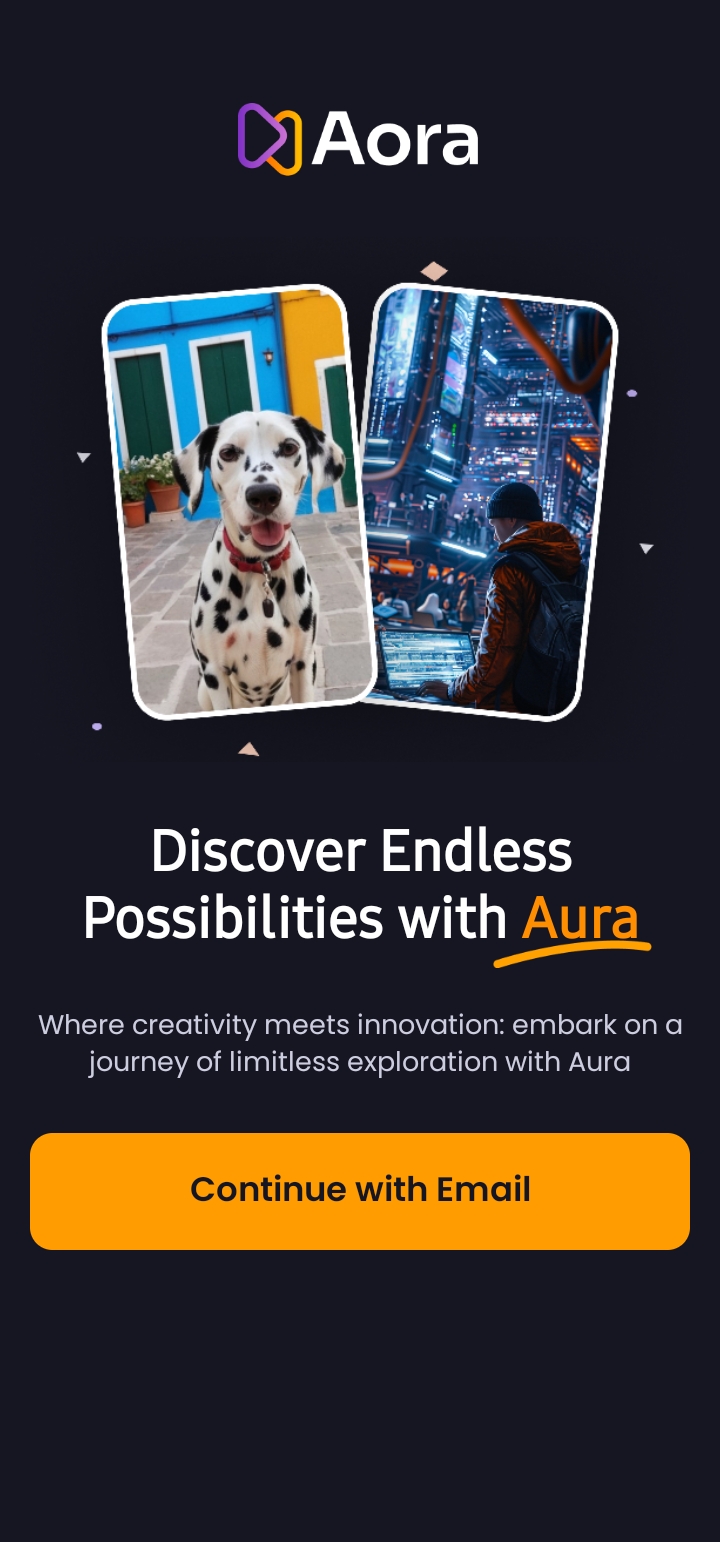 Aora
Discover Endless
Possibilities with Aura
Where creativity meets innovation: embark on a
journey of limitless exploration with Aura
Continue with Email